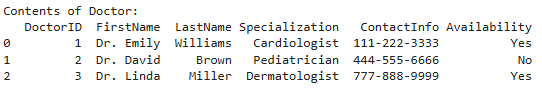 Contents of Doctor:
   DoctorID  FirstName  LastName Specialization   ContactInfo Availability
0         1  Dr. Emily  Williams   Cardiologist  111-222-3333          Yes
1         2  Dr. David     Brown   Pediatrician  444-555-6666           No
2         3  Dr. Linda    Miller  Dermatologist  777-888-9999          Yes